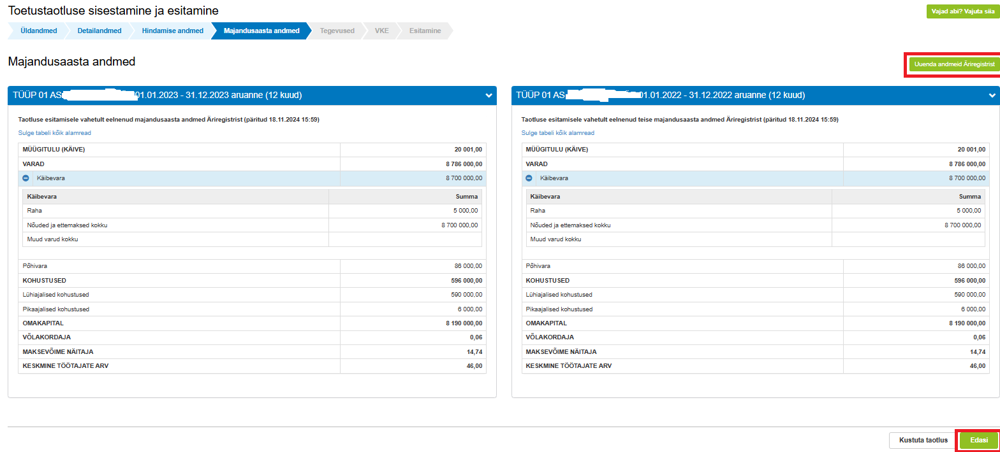 Toetustaotluse sisestamine ja esitamine
Vajad abi? Vajuta siia
Üldandmed Detailandmed Hindamise andmed Majandusaasta andmed Tegevused VKE Esitamine
Majandusaasta andmed
Uuenda andmeid Äriregistrist
TÜÜP 01 AS 01.01.2023 - 31.12.2023 aruanne (12 kuud)
Taotluse esitamisele vahetult eelnenud majandusaasta andmed Äriregistrist (päritud 18.11.2024 15:59)
Sulge tabeli kõik alamread
MÜÜGITULU (KÄIVE) 20 001,00
VARAD 8 786 000,00
Käibevara 8 700 000,00
Käibevara Summa
Raha 5 000,00
Nõuded ja ettemaksed kokku 8 700 000,00
Muud varud kokku
Põhivara 86 000,00
KOHUSTUSED 596 000,00
Lühiajalised kohustused 590 000,00
Pikaajalised kohustused 6 000,00
OMAKAPITAL 8 190 000,00
VÕLAKORDAJA 0,06
MAKSEVÕIME NÄITAJA 14,74
KESKMINE TÖÖTAJATE ARV 46,00
TÜÜP 01 AS 01.01.2022 - 31.12.2022 aruanne (12 kuud)
Taotluse esitamisele vahetult eelnenud teise majandusaasta andmed Äriregistrist (päritud 18.11.2024 15:59)
Sulge tabeli kõik alamread
MÜÜGITULU (KÄIVE) 20 001,00
VARAD 8 786 000,00
Käibevara 8 700 000,00
Käibevara Summa
Raha 5 000,00
Nõuded ja ettemaksed kokku 8 700 000,00
Muud varud kokku
Põhivara 86 000,00
KOHUSTUSED 596 000,00
Lühiajalised kohustused 590 000,00
Pikaajalised kohustused 6 000,00
OMAKAPITAL 8 190 000,00
VÕLAKORDAJA 0,06
MAKSEVÕIME NÄITAJA 14,74
KESKMINE TÖÖTAJATE ARV 46,00
Kustuta taotlus Edasi